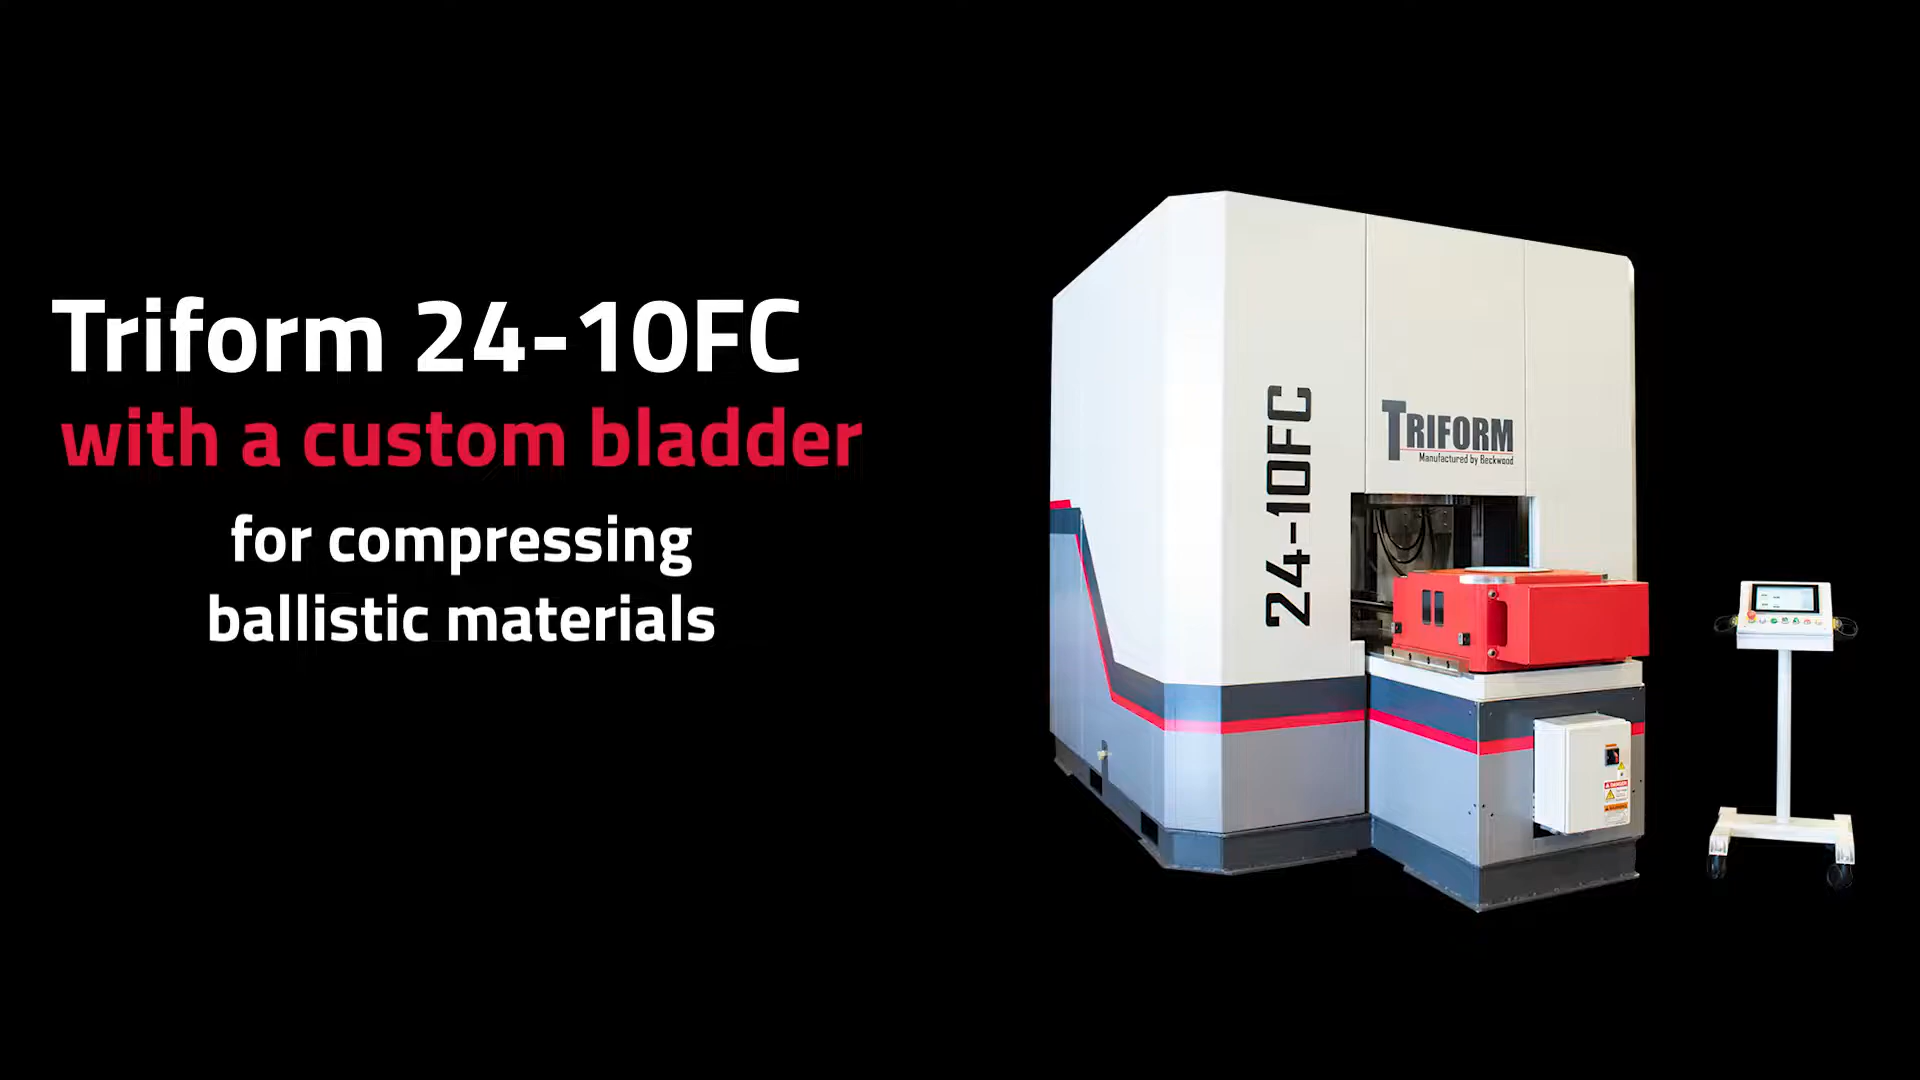 Triform 24-10FC
with a custom bladder
for compressing
ballistic materials
24-10FC
TRIFORM
Manufactured by Beckwood